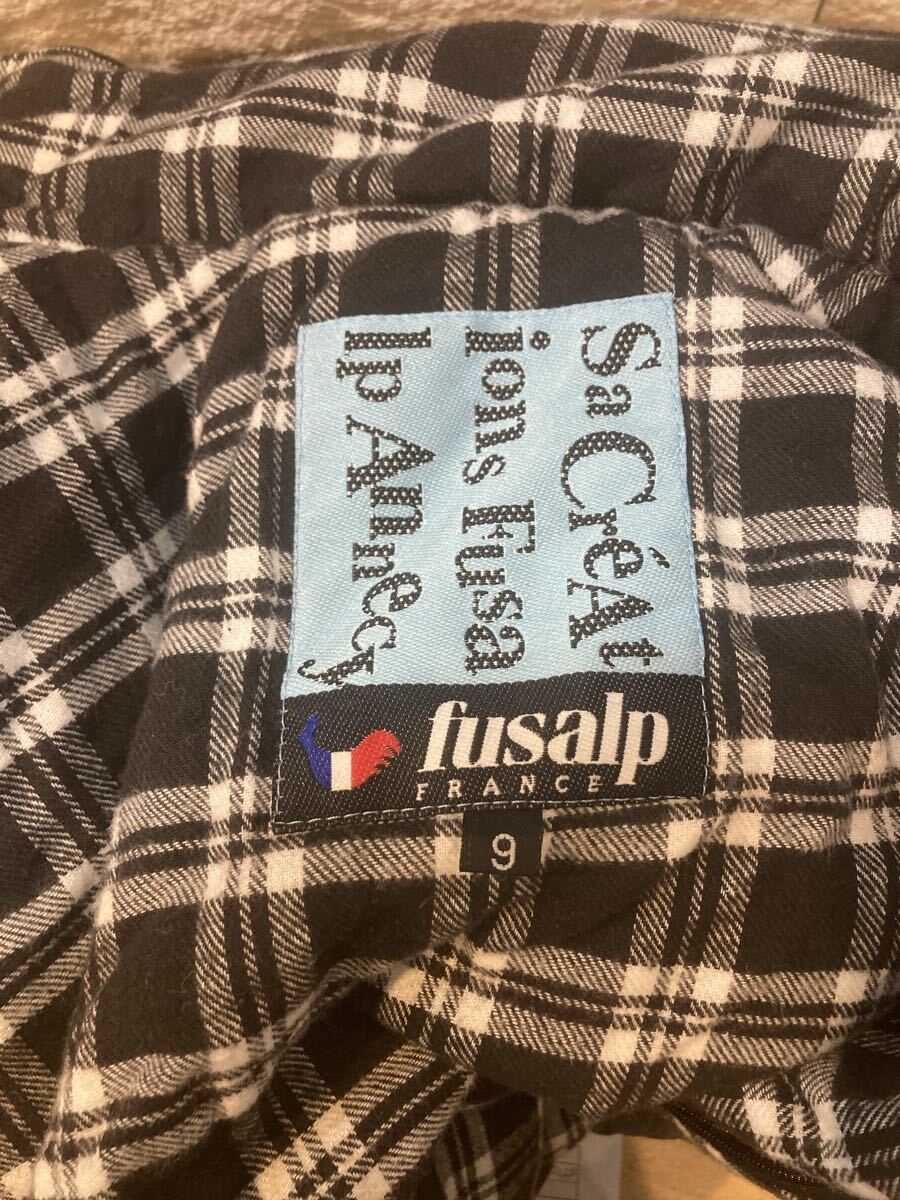 Sa CréAt
ions Fusa
lp Annecy
fusalp
FRANCE
9